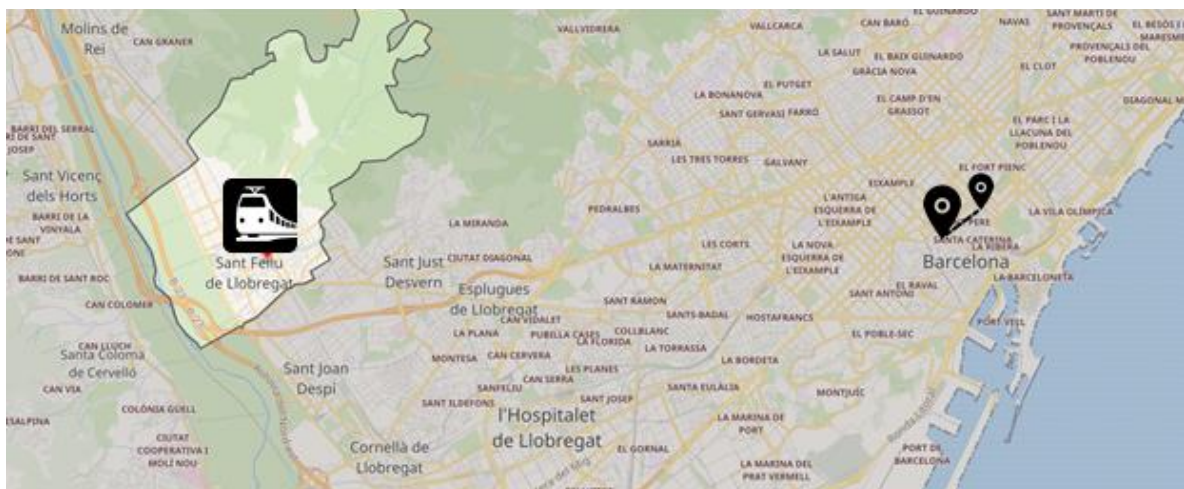 Molins de
Rei
CAN GRANER
VALLVIDRERA
VALLCARCA
CAN BARÓ
EL GUINARDÓ
NAVAS
SANT MARTÍ DE
PROVENÇALS
EL BESÒS I
MARESME
LA SALUT
EL BAIX GUINARDÓ
GRÀCIA NOVA
PROVENÇALS DEL
POBLENOU
EL CLOT
EL PUTGET
LA BONANOVA
SANT GERVASI
FARRÓ
EL CAMP D'EN
GRASSOT
DIAGONAL
EL PARC I LA
LLACUNA DEL
POBLENOU
BARRI DEL SERRAL
RI DE SANT
JOSEP
SARRIÀ
LES TRES TORRES
GALVANY
EL FORT PIENC
Sant Vicenç
dels Horts
EIXAMPLE
L'ANTIGA
ESQUERRA DE
L'EIXAMPLE
BARRI DE LA
VINYALA
LA MIRANDA
PEDRALBES
PERE
LA VILA OLÍMPICA
SANTA CATERINA
LA RIBERA
LES CORTS
LA NOVA
ESQUERRA DE
L'EIXAMPLE
Barcelona
Sant Feliu
de Llobregat
Sant Just
Desvern
CIUTAT DIAGONAL
LA MATERNITAT
BARRI DE SANT ROC
LA BARCELONETA
EL RAVAL
SANT ANTONI
Esplugues
de Llobregat
CAN COLOMER
SANT RAMON
CAN VIDALET
SANTS-BADAL
HOSTAFRANCS
PORT VELL
LA PLANA
PUBILLA CASES
COLLBLANC
LA FLORIDA
EL POBLE-SEC
CAN LLUCH
Santa Coloma
de Cervelló
MONTESA
CAN CERVERA
LA TORRASSA
LA BORDETA
Sant Joan
Despí
LES PLANES
CAN SERRA
CAN VIA
SANFELIU
SANTA EULÀLIA
MONTJUÏC
SANT ILDEFONS
SANT JOSEP
COLÒNIA GÜELL
l'Hospitalet
de Llobregat
LA MARINA DE
PORT
CIUTAT
COOPERATIVA I
MOLÍ NOU
Cornellà de
Llobregat
EL GORNAL
PORT DE
BARCELONA
LA MARINA DEL
PRAT VERMELL